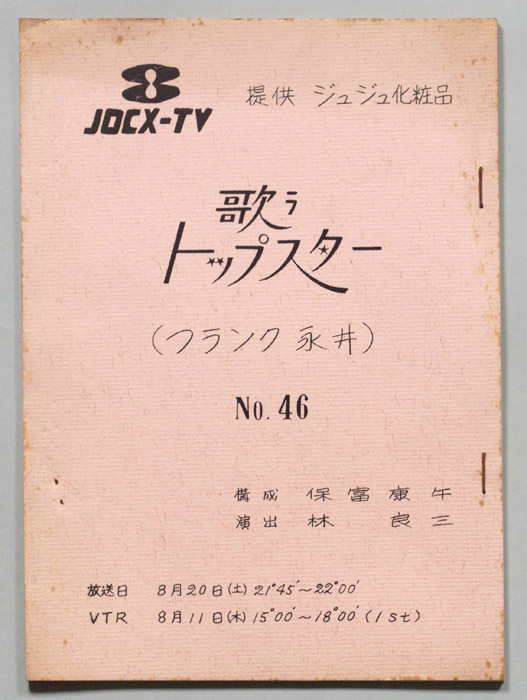 JOCX-TV
提供 ジュジュ化粧品
歌う
トップスター
(フランク永井)
No. 46
構成 保富康午
演出 林 良三
放送日 8月20日(土) 21°45′～22°00′
VTR 8月11日(木) 15°00′～18°00′(1st)